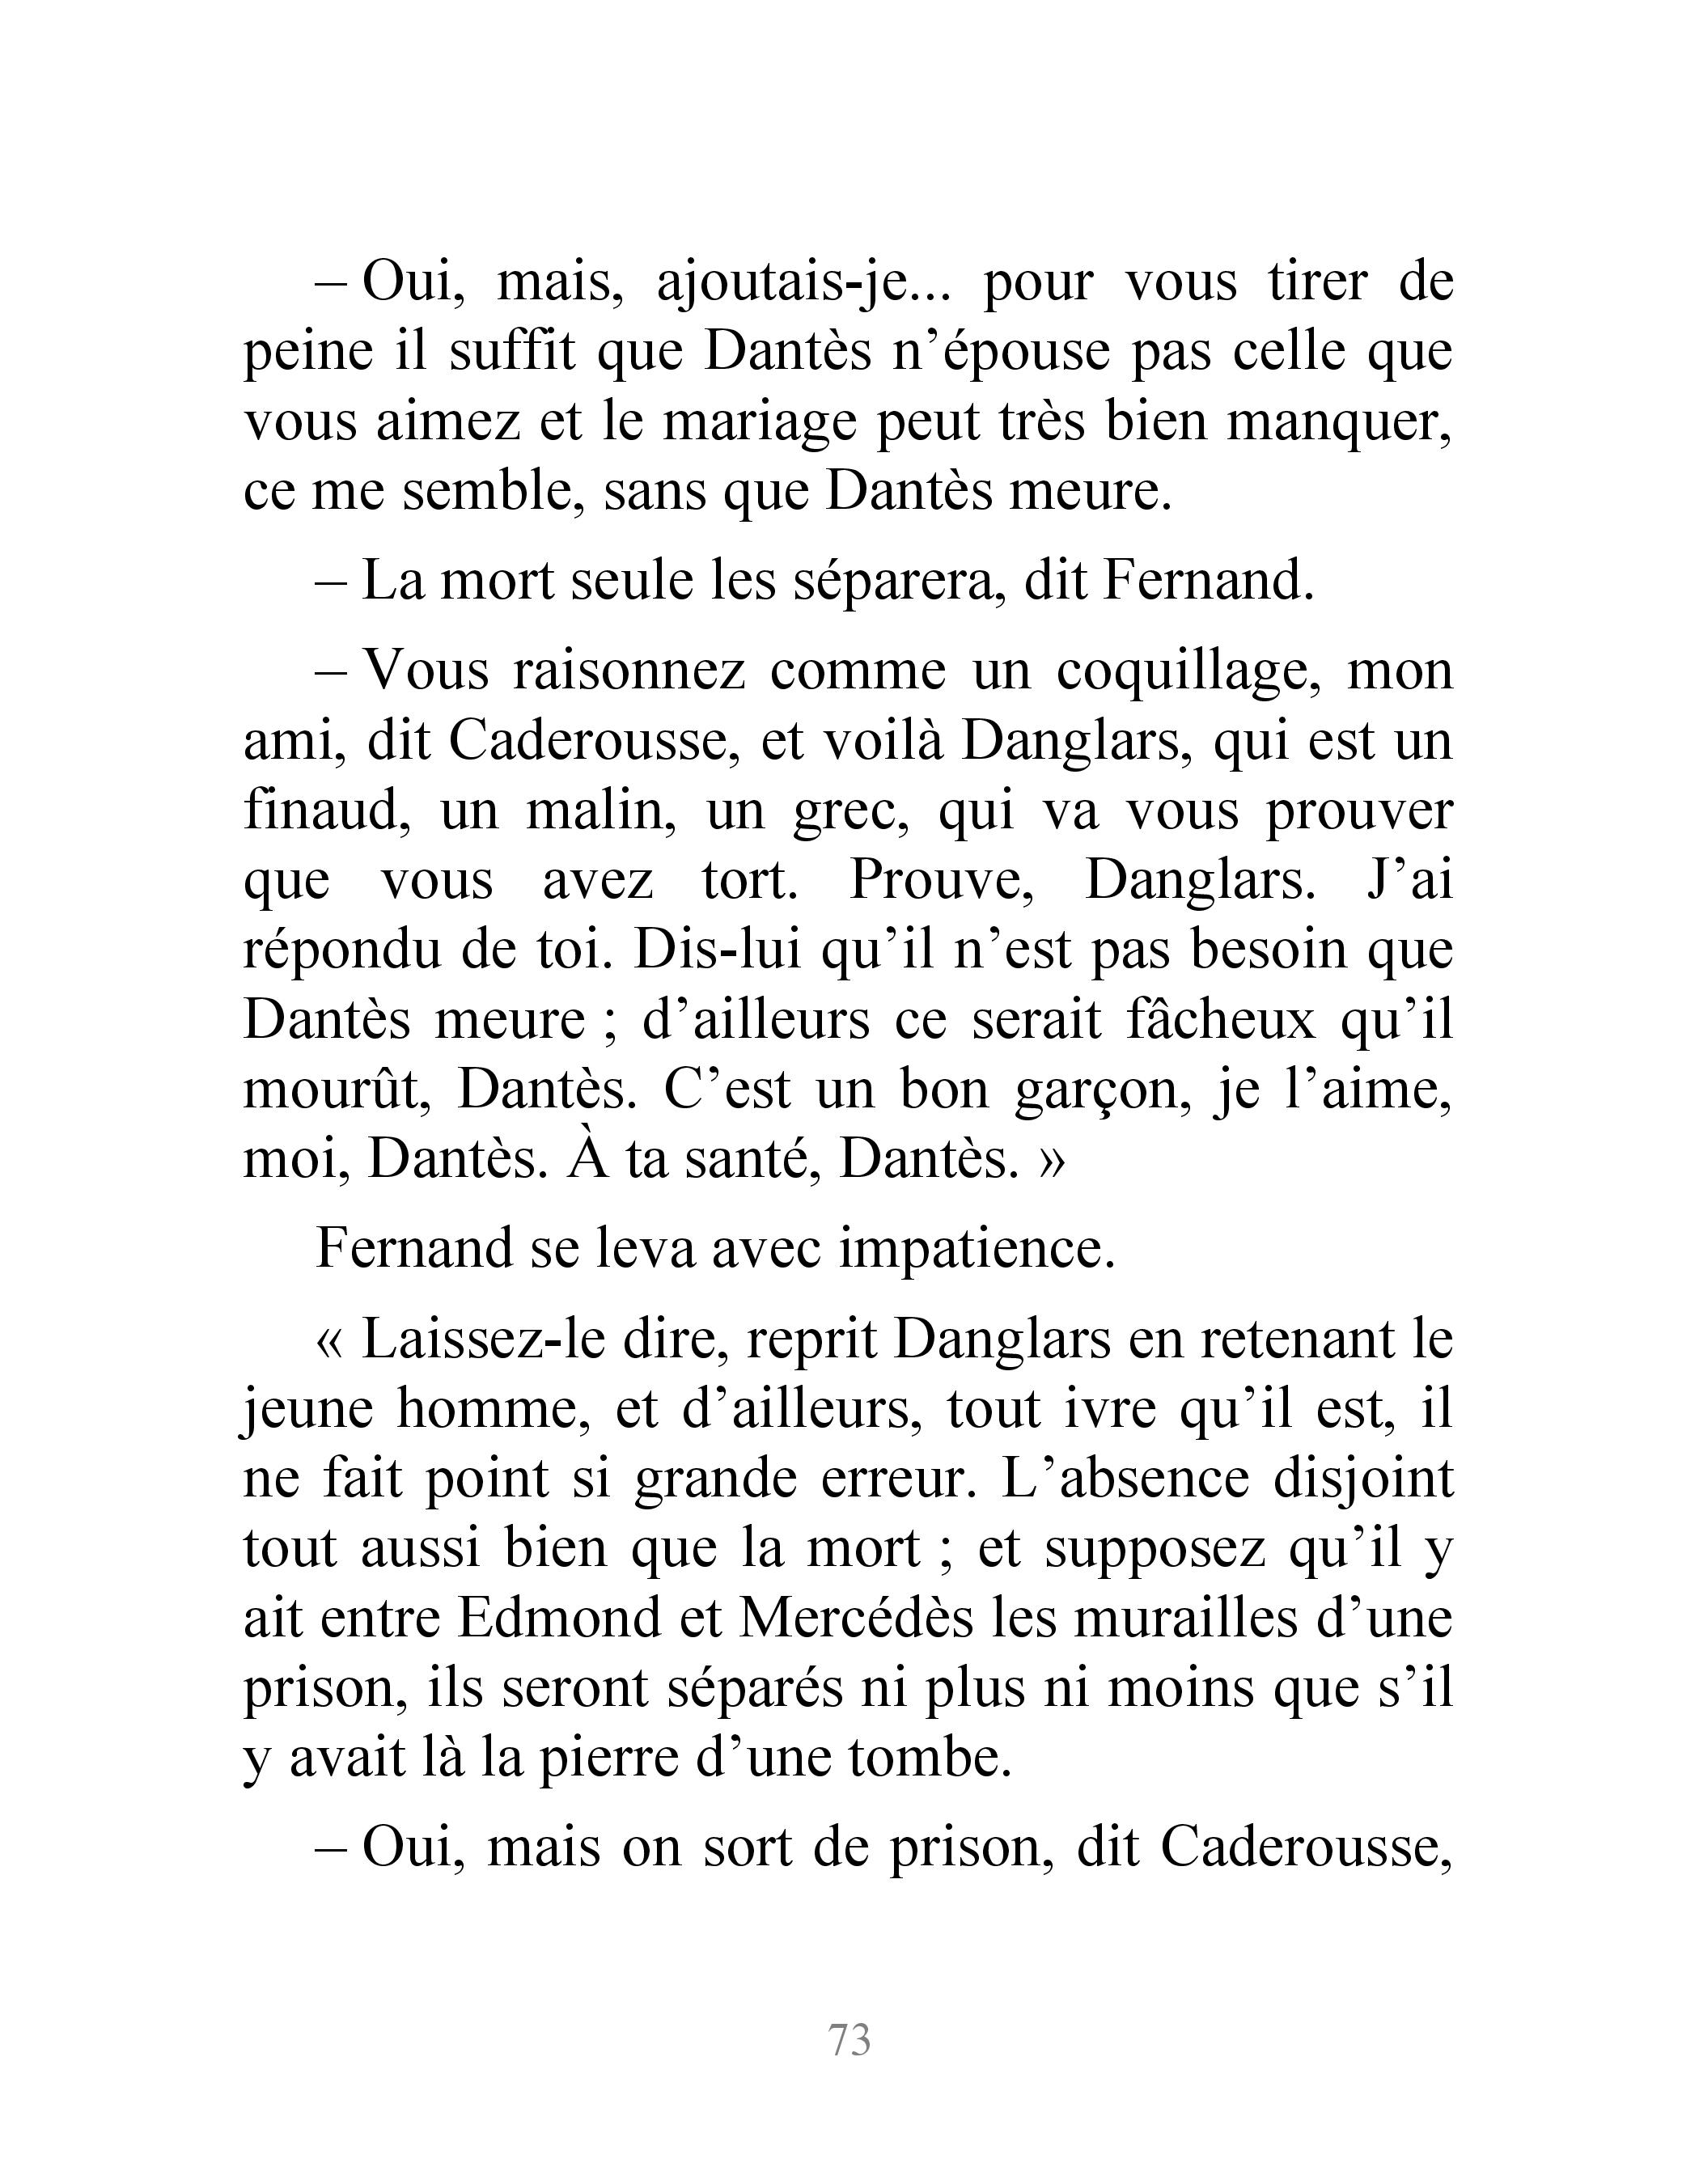 – Oui, mais, ajoutais-je... pour vous tirer de
peine il suffit que Dantès n’épouse pas celle que
vous aimez et le mariage peut très bien manquer,
ce me semble, sans que Dantès meure.
– La mort seule les séparera, dit Fernand.
– Vous raisonnez comme un coquillage, mon
ami, dit Caderousse, et voilà Danglars, qui est un
finaud, un malin, un grec, qui va vous prouver
que vous avez tort. Prouve, Danglars. J’ai
répondu de toi. Dis-lui qu’il n’est pas besoin que
Dantès meure ; d’ailleurs ce serait fâcheux qu’il
mourût, Dantès. C’est un bon garçon, je l’aime,
moi, Dantès. À ta santé, Dantès. »
Fernand se leva avec impatience.
« Laissez-le dire, reprit Danglars en retenant le
jeune homme, et d’ailleurs, tout ivre qu’il est, il
ne fait point si grande erreur. L’absence disjoint
tout aussi bien que la mort ; et supposez qu’il y
ait entre Edmond et Mercédès les murailles d’une
prison, ils seront séparés ni plus ni moins que s’il
y avait là la pierre d’une tombe.
– Oui, mais on sort de prison, dit Caderousse,
73